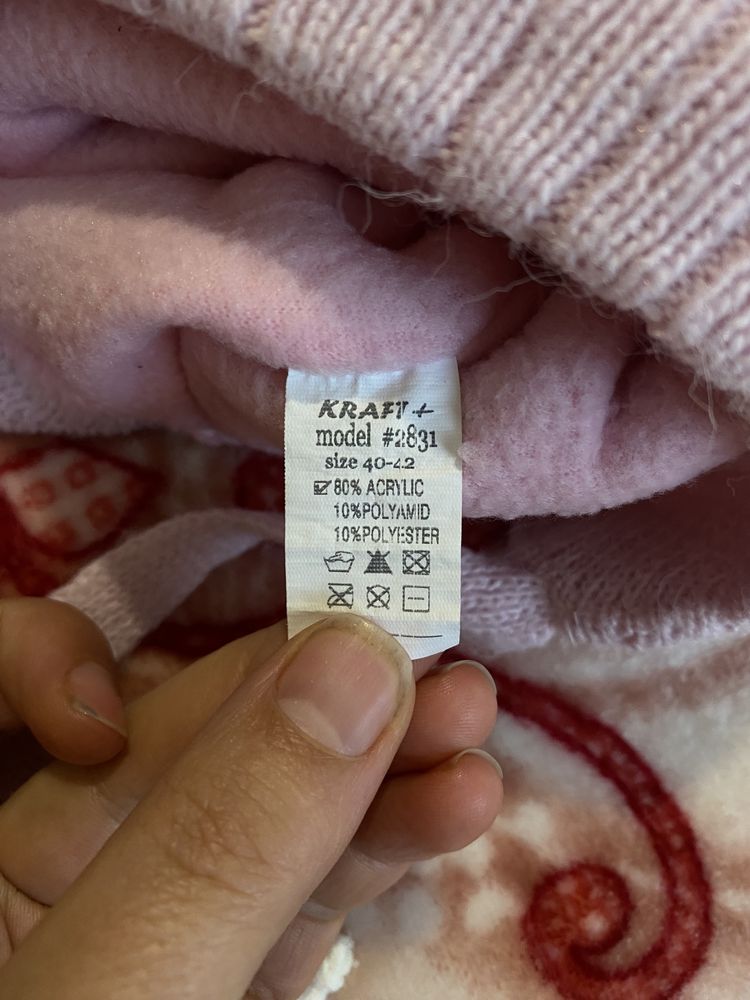 KRAFT+
model #2831
size 40-42
80% ACRYLIC
10%POLYAMID
10%POLYESTER